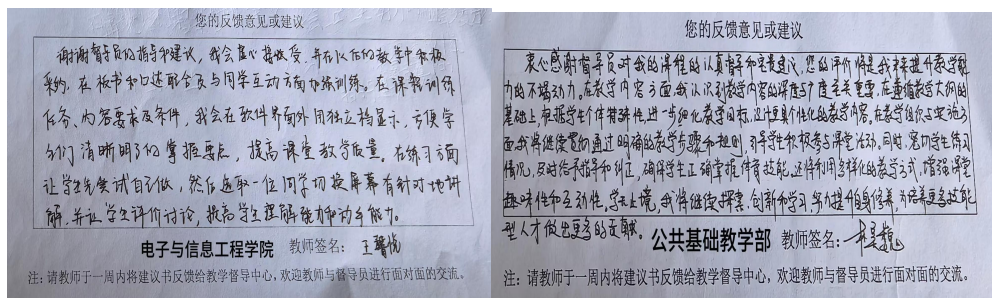 您的反馈意见或建议
谢谢督导员的指导和建议，我会虚心接受，并在以后的教学中积极
采纳。在板书和口述配合及与同学互动方面加强训练。在课程训练
任务、内容要求及条件，我会在软件界面外用独立档显示，方便学
生们清晰明了的掌握要点，提高课堂教学质量。在练习方面
让学生先尝试自己做，然后选取一位同学切换屏幕有针对地讲
解，并让学生评价讨论，提高学生理解能力和动手能力。
电子与信息工程学院 教师签名：王馨悦
注：请教师于一周内将建议书反馈给教学督导中心，欢迎教师与督导员进行面对面的交流。
您的反馈意见或建议
衷心感谢督导员对我的课程的认真指导和宝贵建议，您的评价将是我未来提升教学能
力的不竭动力。在教学内容方面，我认识到教学内容的深度与广度至关重要，在遵循教学大纲的
基础上，根据学生个体特殊性，进一步细化教学目标，设计更具个性化的教学内容。在教学组织与实施方
面，我将继续贯彻通过明确的教学步骤和规则，引导学生积极参与课堂活动。同时，密切学生练习
情况，及时给予指导和纠正，确保学生正确掌握体育技能。还将利用多样化的教学方式，增强课堂
趣味性和互动性，学无止境，我将继续探索、创新和学习，努力提升自身修养，为培养更多技能
型人才做出更多的贡献。
公共基础教学部 教师签名：
注：请教师于一周内将建议书反馈给教学督导中心，欢迎教师与督导员进行面对面的交流。